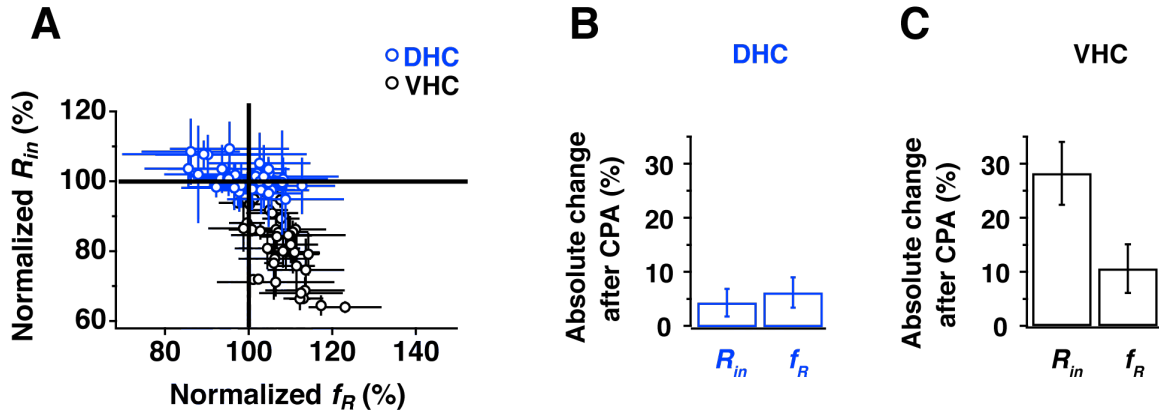 A
DHC
VHC
Normalized Rin (%)
120
100
80
60
80
100
120
140
Normalized fR (%)
B
DHC
Absolute change
after CPA (%)
30
20
10
0
Rin
fR
C
VHC
Absolute change
after CPA (%)
30
20
10
0
Rin
fR